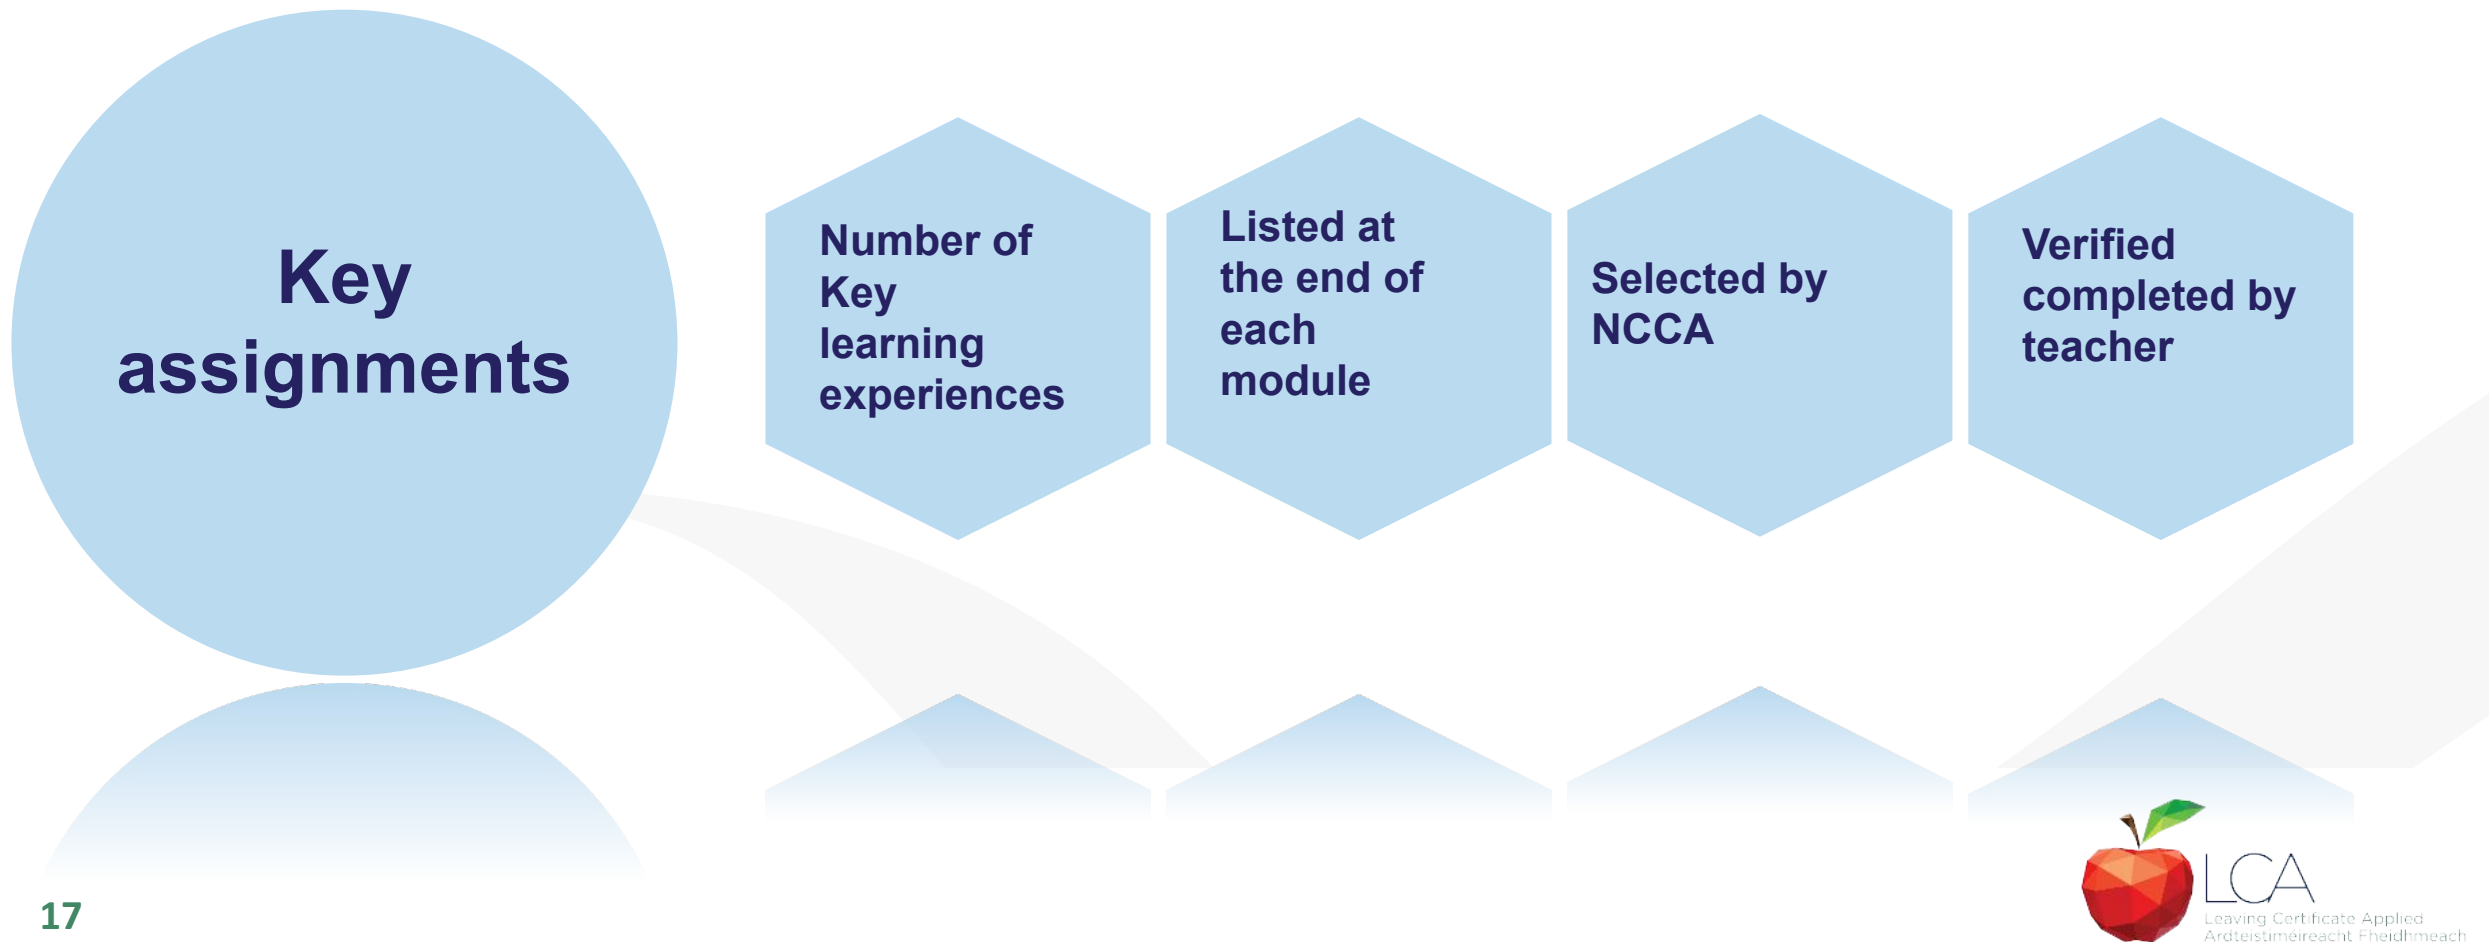 Key
assignments
Number of
Key
learning
experiences
Listed at
the end of
each
module
Selected by
NCCA
Verified
completed by
teacher
17
LCA
Leaving Certificate Applied
Ardteistiméireacht Fheidhmeach